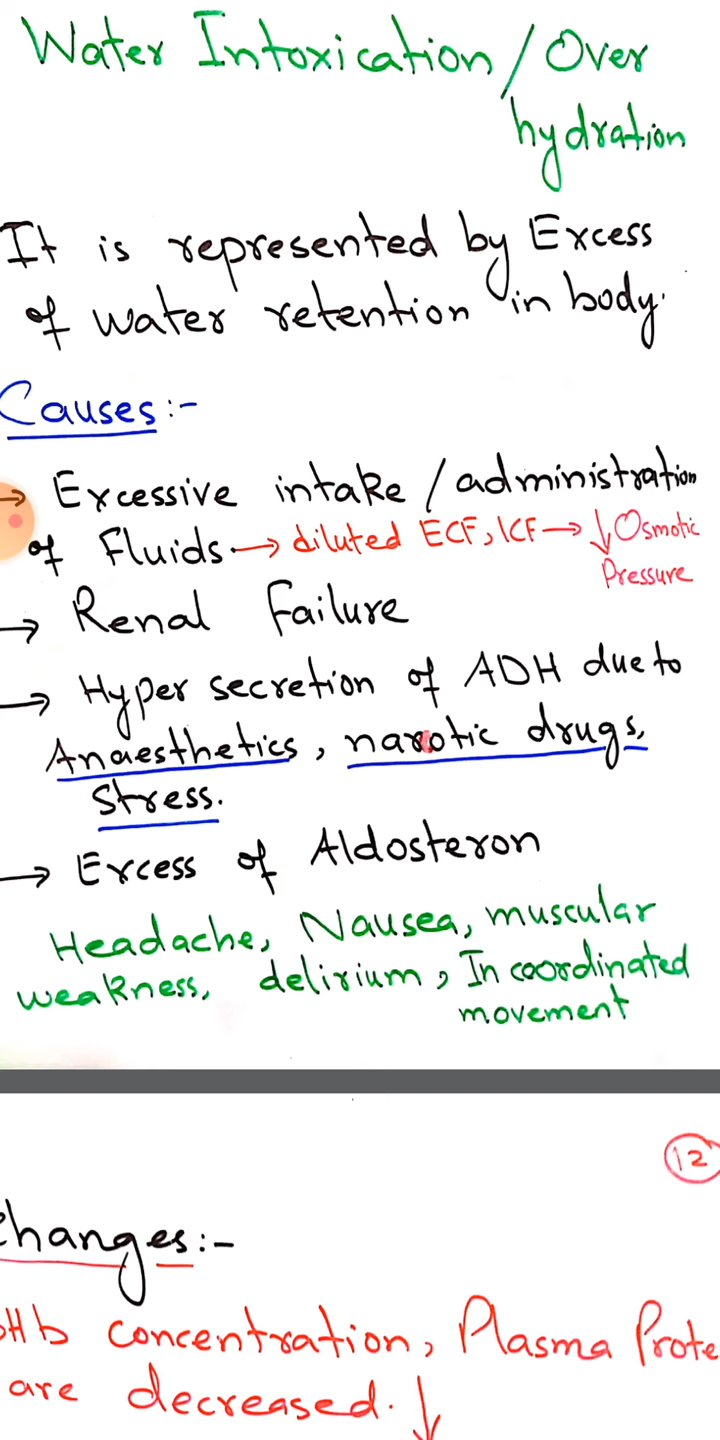 Water Intoxication / Over
hydration
It is represented by Excess
of water retention in body.
Causes :-
→ Excessive intake / administration
of Fluids. → diluted ECF, ICF → ↓ Osmotic
Pressure
→ Renal Failure
→ Hyper secretion of ADH due to
Anaesthetics, narcotic drugs,
Stress.
→ Excess of Aldosteron
Headache, Nausea, muscular
weakness, delirium, In coordinated
movement
12
changes :-
Hb concentration, Plasma Prote
are decreased. ↓